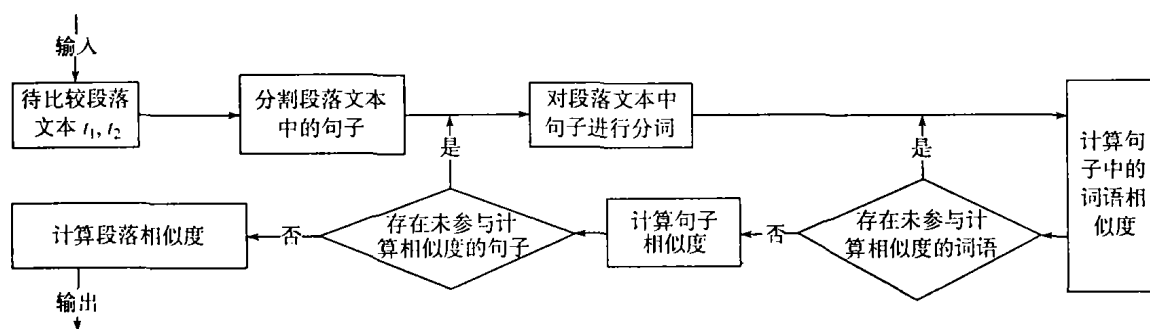 输入
待比较段落
文本 t₁, t₂
分割段落文本
中的句子
对段落文本中
句子进行分词
计算句
子中的
词语相
似度
是
是
存在未参与计
算相似度的词语
否
计算句子
相似度
存在未参与计
算相似度的句子
否
计算段落相似度
输出